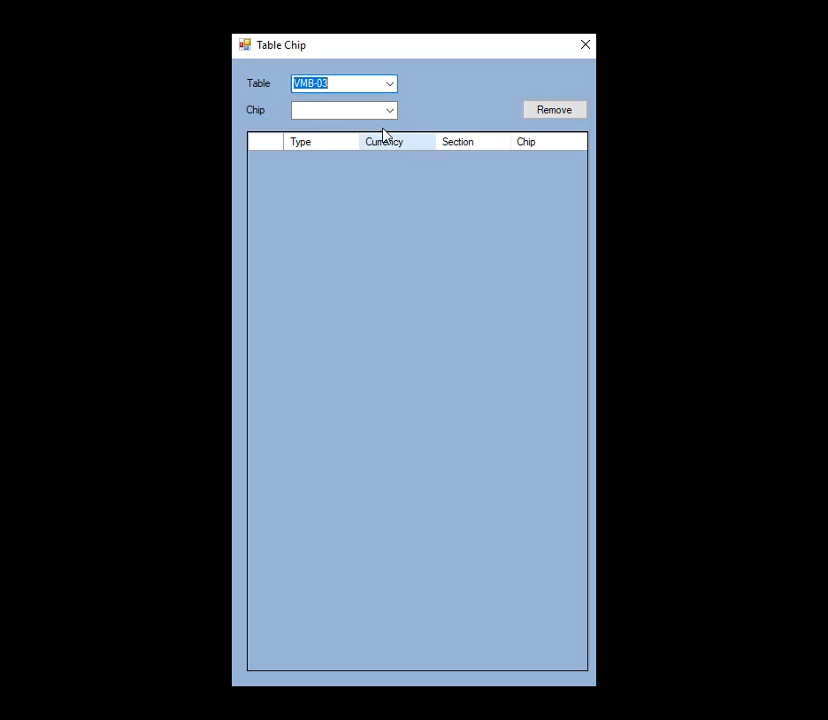 Table Chip
Table VMB-03
Chip
Remove
Type Currency Section Chip